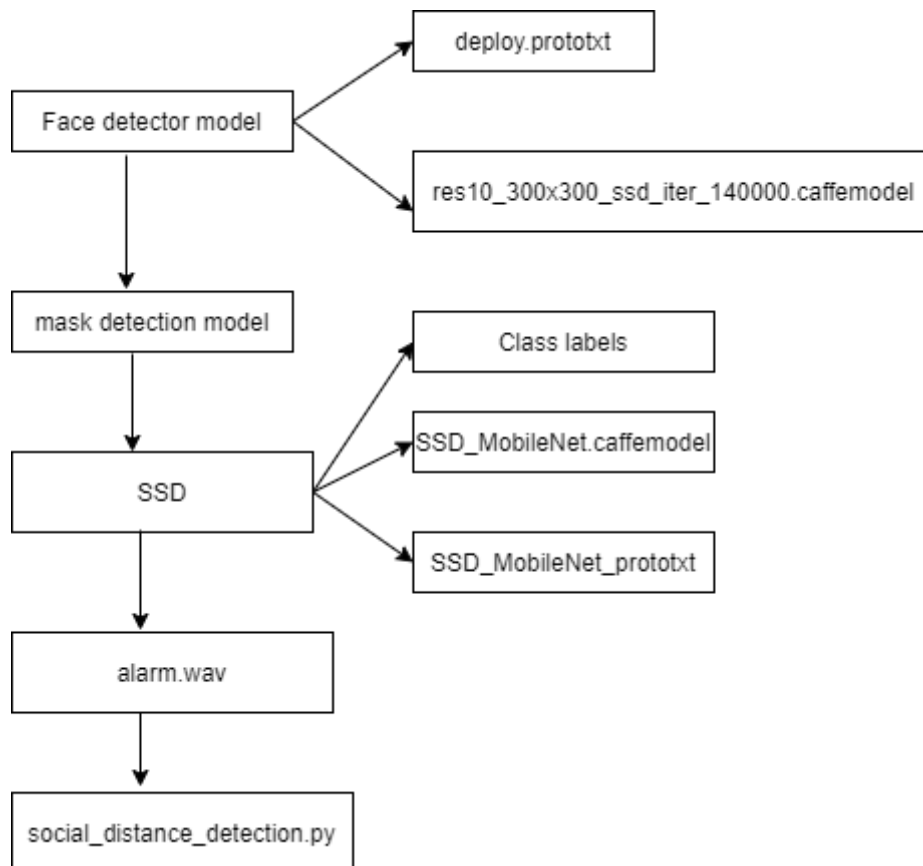 deploy.prototxt
Face detector model
res10_300x300_ssd_iter_140000.caffemodel
mask detection model
Class labels
SSD_MobileNet.caffemodel
SSD
SSD_MobileNet_prototxt
alarm.wav
social_distance_detection.py